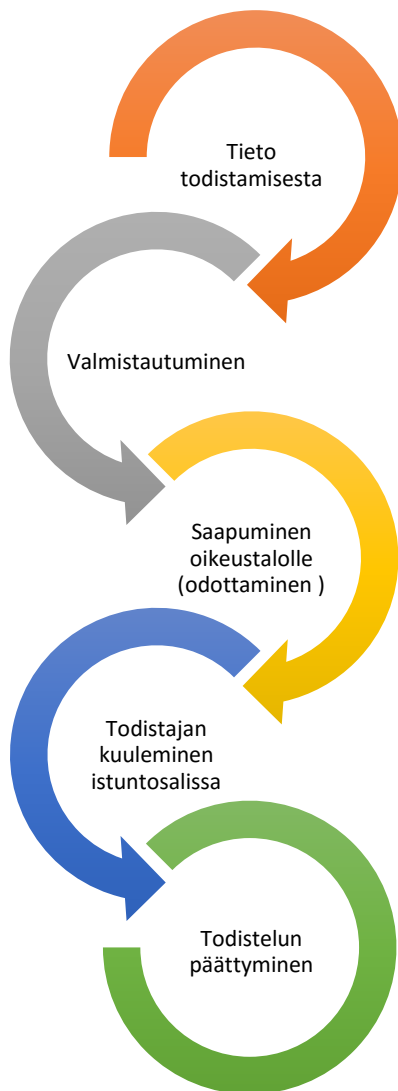 Tieto
todistamisesta
Valmistautuminen
Saapuminen
oikeustalolle
(odottaminen )
Todistajan
kuuleminen
istuntosalissa
Todistelun
päättyminen